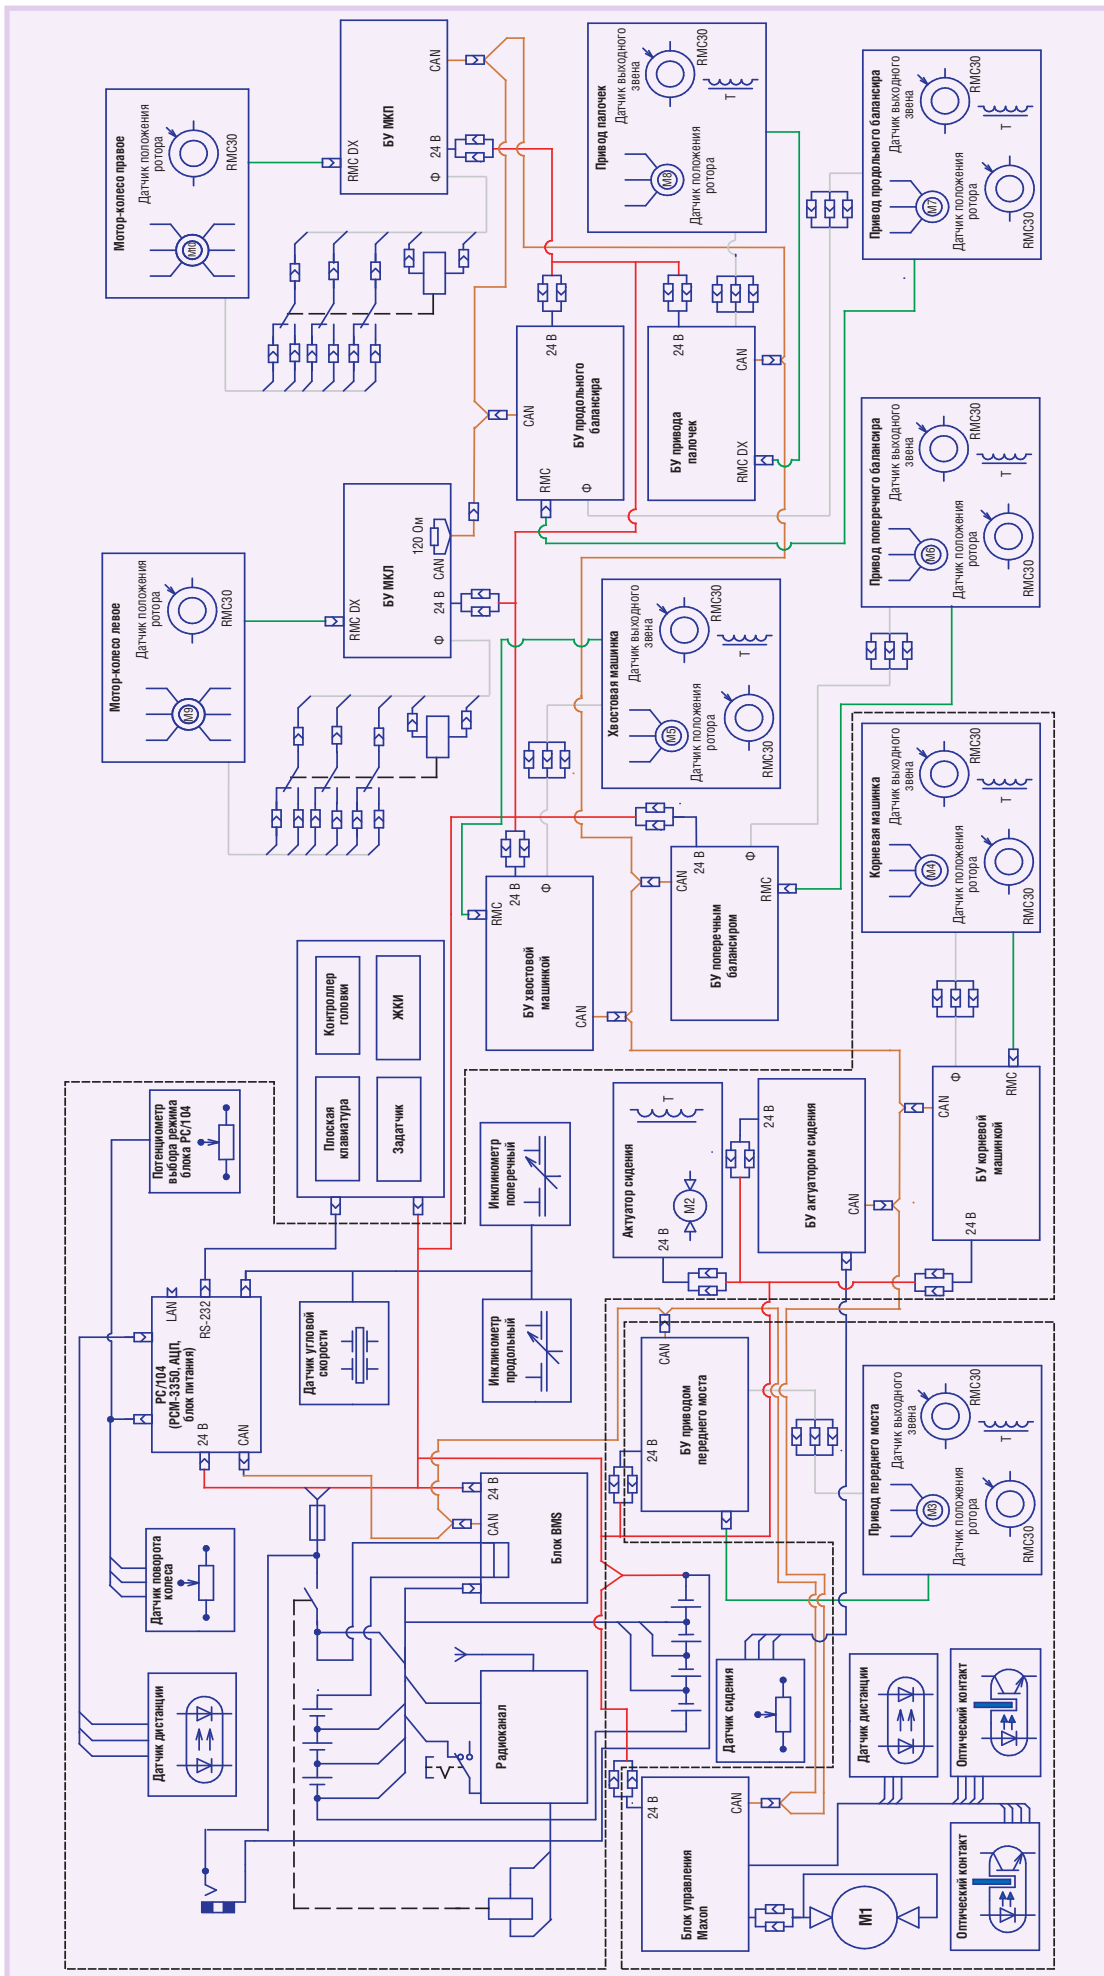 Мотор-колесо правое
Датчик положения
ротора
M10
RMC30
RMC DX
БУ МКП
CAN
24 В
Ф
Привод палочек
Датчик выходного
звена
RMC30
T
M8
Датчик положения
ротора
Привод продольного балансира
Датчик выходного
звена
RMC30
T
M7
Датчик положения
ротора
RMC30
24 В
БУ продольного
балансира
CAN
RMC
Ф
24 В
CAN
БУ привода
палочек
RMC DX
Мотор-колесо левое
Датчик положения
ротора
M9
RMC30
RMC DX
БУ МКЛ
120 Ом
CAN
24 В
Ф
Привод поперечного балансира
Датчик выходного
звена
RMC30
T
M6
Датчик положения
ротора
RMC30
Хвостовая машинка
Датчик выходного
звена
RMC30
T
M5
Датчик положения
ротора
RMC30
RMC
24 В
Ф
БУ хвостовой
машинкой
CAN
CAN
24 В
Ф
RMC
БУ поперечным
балансиром
Корневая машинка
Датчик выходного
звена
RMC30
T
M4
Датчик положения
ротора
RMC30
Контроллер
головки
ЖКИ
Плоская
клавиатура
Задатчик
Потенциометр
выбора режима
блока PC/104
Инклинометр
поперечный
Актуатор сидения
T
M2
24 В
24 В
БУ актуатором сидения
CAN
Ф
RMC
CAN
БУ корневой
машинкой
24 В
PC/104
(PCM-3350, АЦП,
блок питания)
LAN
RS-232
24 В
CAN
Датчик угловой
скорости
Инклинометр
продольный
CAN
БУ приводом
переднего моста
24 В
Привод переднего моста
Датчик выходного
звена
RMC30
T
M3
Датчик положения
ротора
RMC30
Датчик поворота
колеса
24 В
CAN
Блок BMS
Датчик дистанции
Радиоканал
Датчик сидения
Датчик дистанции
Оптический контакт
24 В
CAN
Блок управления
Maxon
M1
Оптический контакт